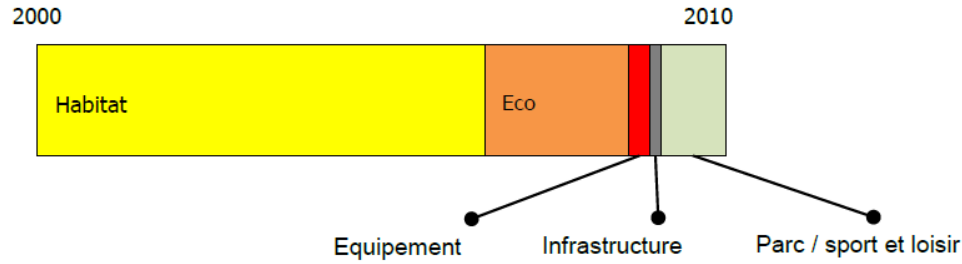 2000
2010
Habitat
Eco
Equipement
Infrastructure
Parc / sport et loisir